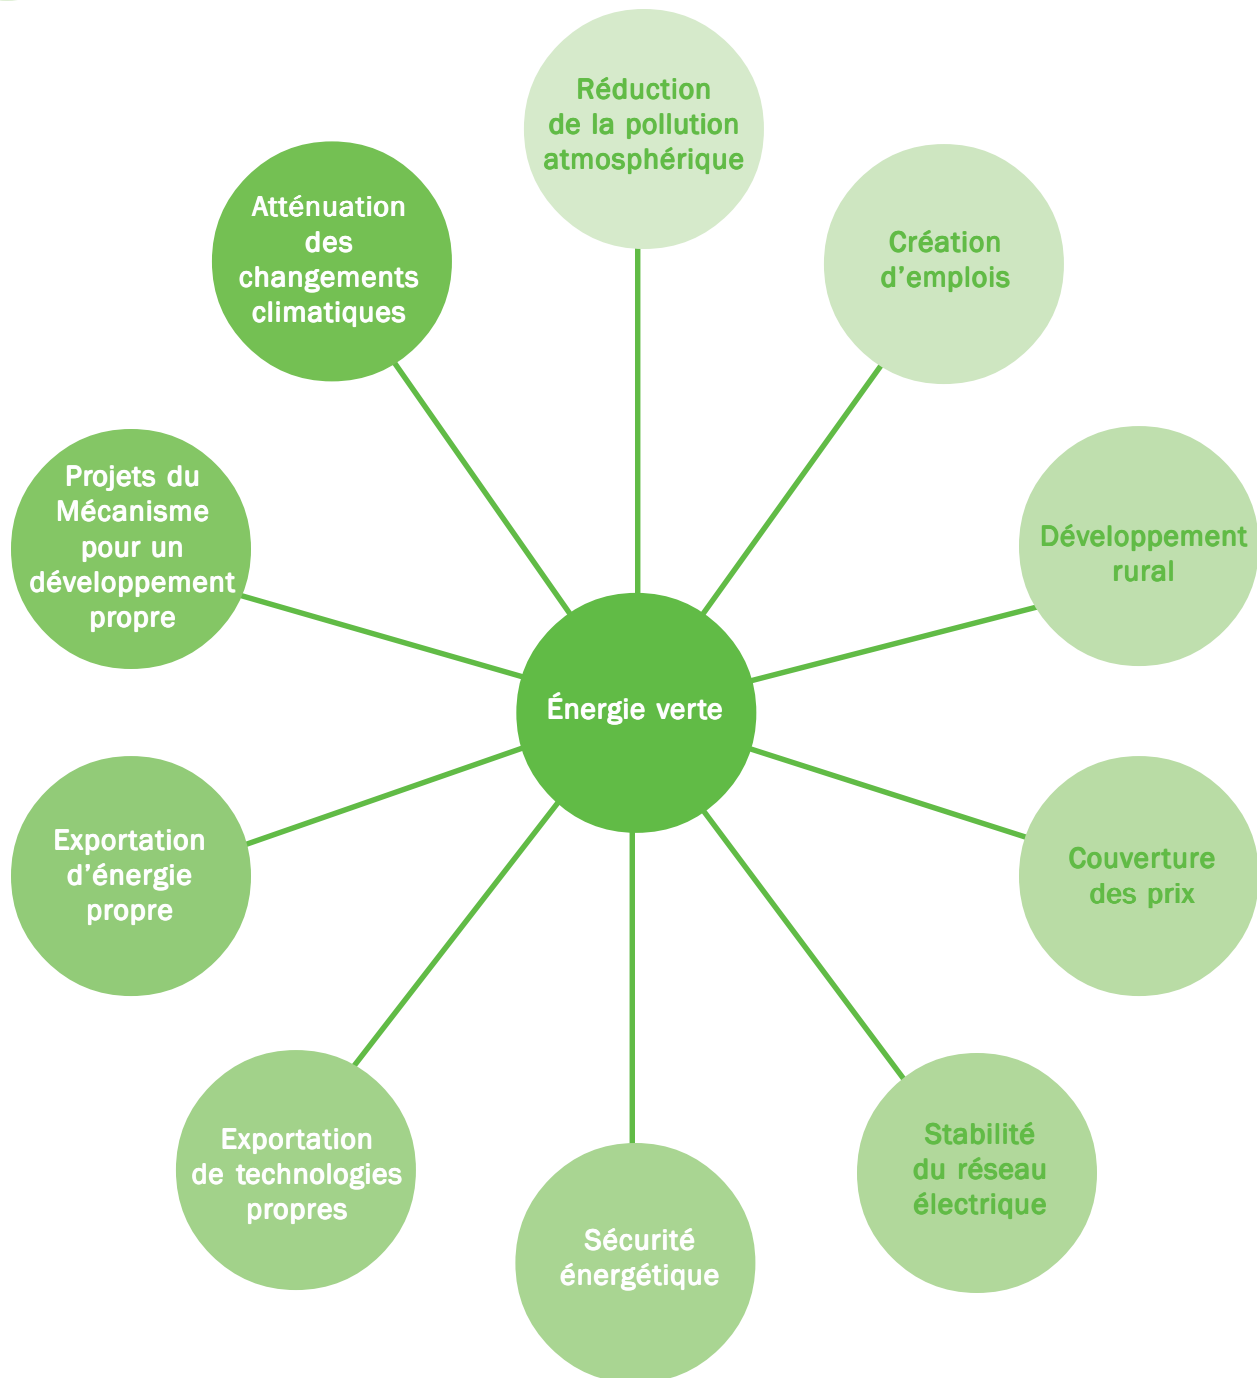 Réduction
de la pollution
atmosphérique
Création
d’emplois
Développement
rural
Couverture
des prix
Stabilité
du réseau
électrique
Sécurité
énergétique
Exportation
de technologies
propres
Exportation
d’énergie
propre
Projets du
Mécanisme
pour un
développement
propre
Atténuation
des
changements
climatiques
Énergie verte